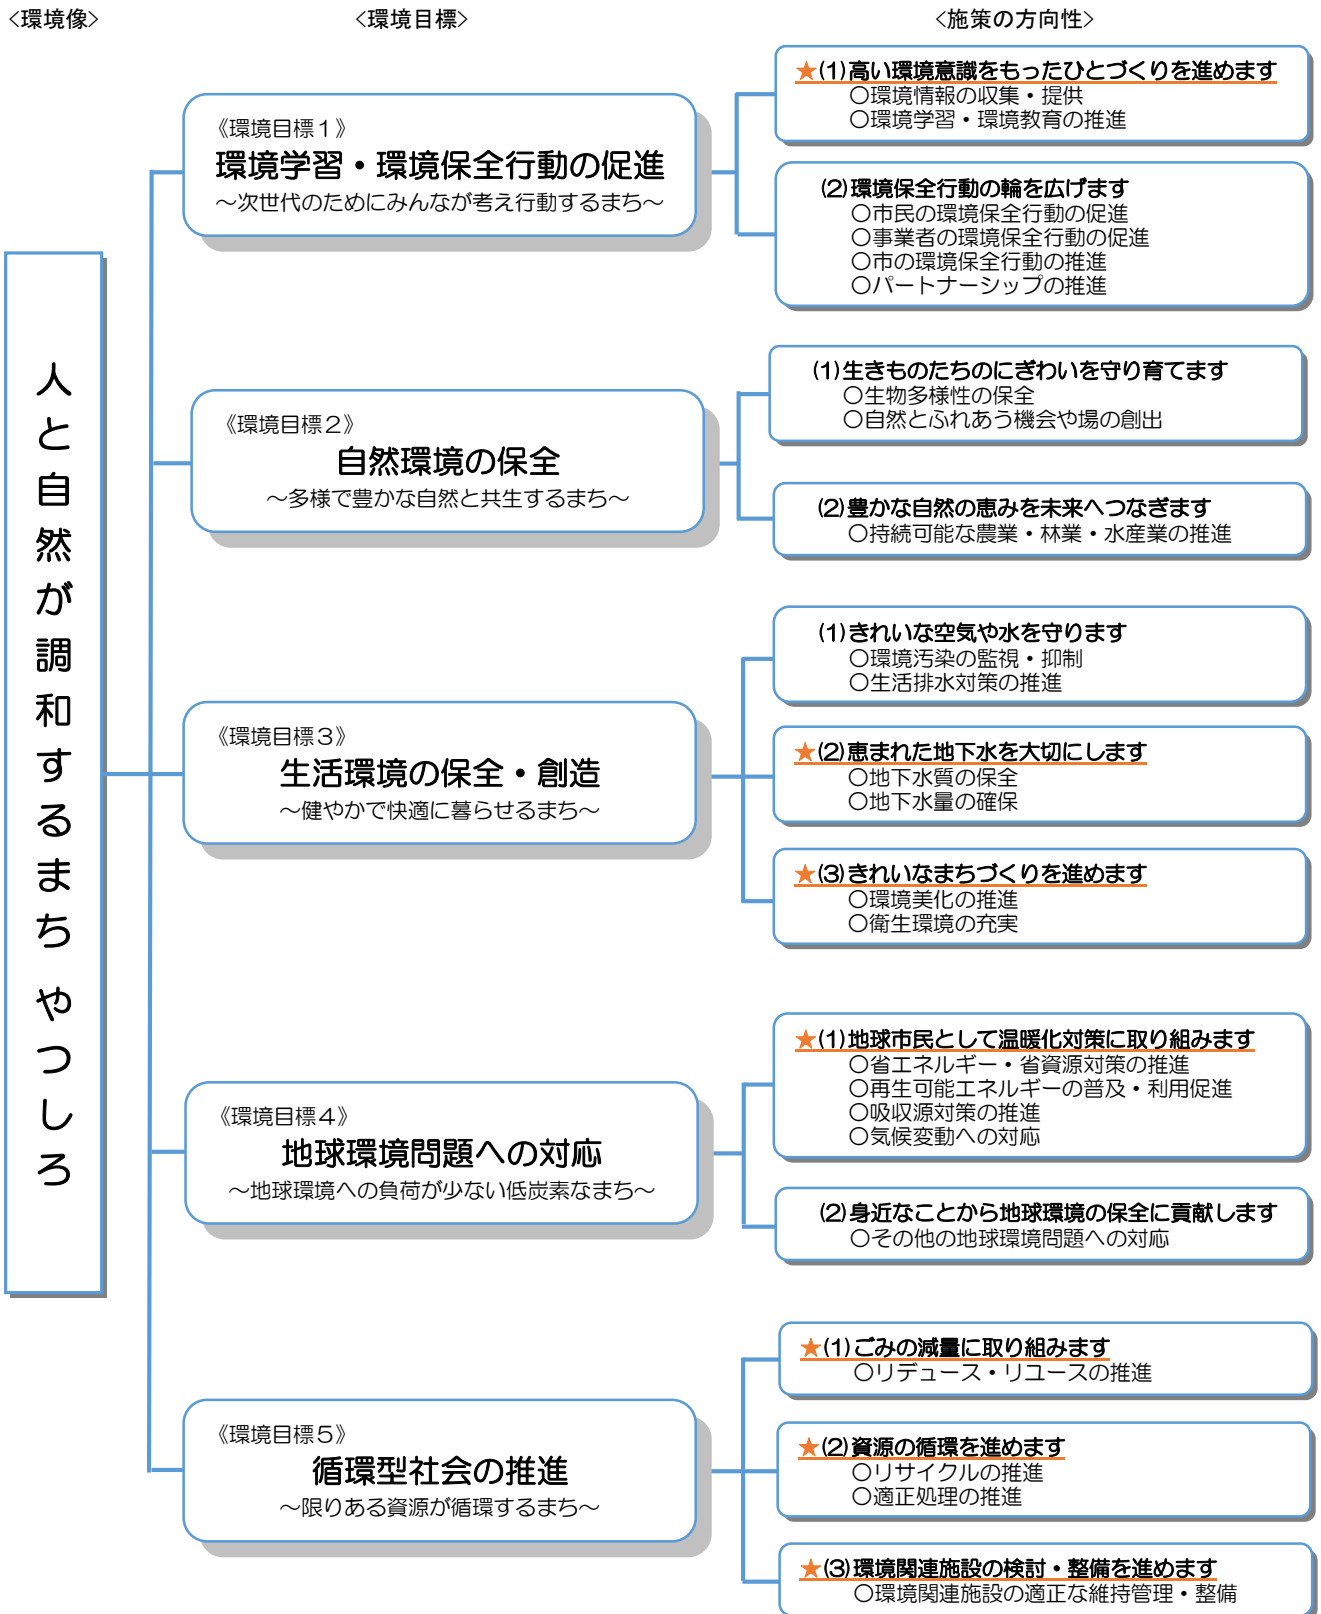 <環境像>
<環境目標>
<施策の方向性>
人と自然が調和するまち やつしろ
《環境目標１》
環境学習・環境保全行動の促進
～次世代のためにみんなが考え行動するまち～
★(1)高い環境意識をもったひとづくりを進めます
○環境情報の収集・提供
○環境学習・環境教育の推進
(2)環境保全行動の輪を広げます
○市民の環境保全行動の促進
○事業者の環境保全行動の促進
○市の環境保全行動の推進
○パートナーシップの推進
《環境目標２》
自然環境の保全
～多様で豊かな自然と共生するまち～
(1)生きものたちのにぎわいを守り育てます
○生物多様性の保全
○自然とふれあう機会や場の創出
(2)豊かな自然の恵みを未来へつなぎます
○持続可能な農業・林業・水産業の推進
《環境目標３》
生活環境の保全・創造
～健やかで快適に暮らせるまち～
(1)きれいな空気や水を守ります
○環境汚染の監視・抑制
○生活排水対策の推進
★(2)恵まれた地下水を大切にします
○地下水質の保全
○地下水量の確保
★(3)きれいなまちづくりを進めます
○環境美化の推進
○衛生環境の充実
《環境目標４》
地球環境問題への対応
～地球環境への負荷が少ない低炭素なまち～
★(1)地球市民として温暖化対策に取り組みます
○省エネルギー・省資源対策の推進
○再生可能エネルギーの普及・利用促進
○吸収源対策の推進
○気候変動への対応
(2)身近なことから地球環境の保全に貢献します
○その他の地球環境問題への対応
《環境目標５》
循環型社会の推進
～限りある資源が循環するまち～
★(1)ごみの減量に取り組みます
○リデュース・リユースの推進
★(2)資源の循環を進めます
○リサイクルの推進
○適正処理の推進
★(3)環境関連施設の検討・整備を進めます
○環境関連施設の適正な維持管理・整備